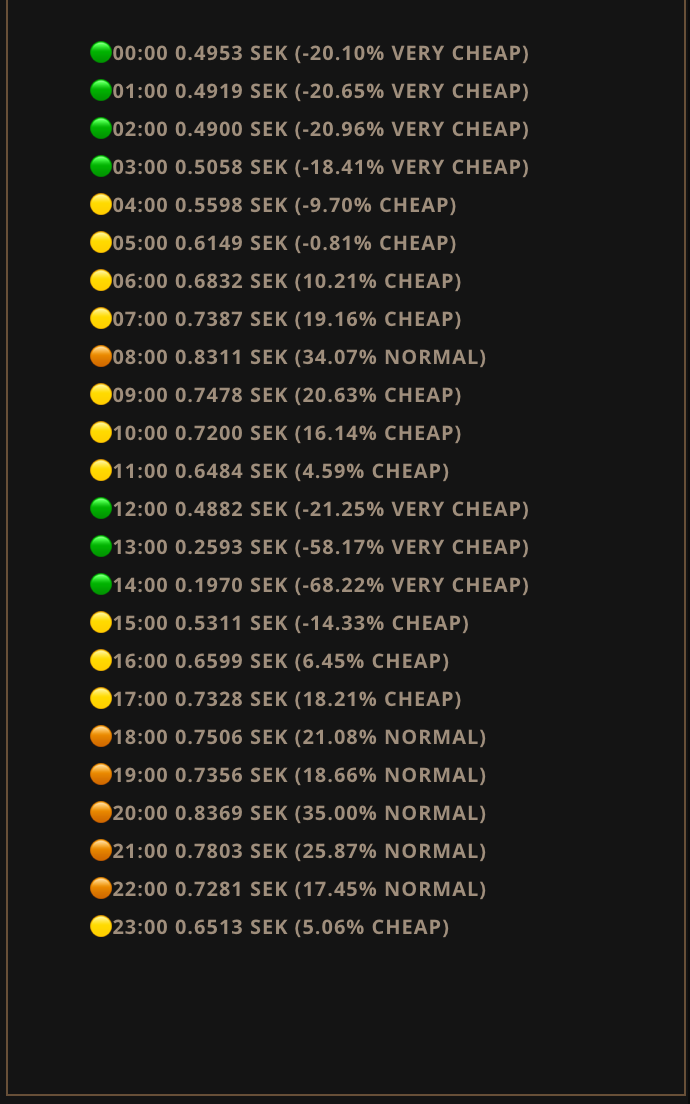 🟢00:00 0.4953 SEK (-20.10% VERY CHEAP)
🟢01:00 0.4919 SEK (-20.65% VERY CHEAP)
🟢02:00 0.4900 SEK (-20.96% VERY CHEAP)
🟢03:00 0.5058 SEK (-18.41% VERY CHEAP)
🟡04:00 0.5598 SEK (-9.70% CHEAP)
🟡05:00 0.6149 SEK (-0.81% CHEAP)
🟡06:00 0.6832 SEK (10.21% CHEAP)
🟡07:00 0.7387 SEK (19.16% CHEAP)
🟠08:00 0.8311 SEK (34.07% NORMAL)
🟡09:00 0.7478 SEK (20.63% CHEAP)
🟡10:00 0.7200 SEK (16.14% CHEAP)
🟡11:00 0.6484 SEK (4.59% CHEAP)
🟢12:00 0.4882 SEK (-21.25% VERY CHEAP)
🟢13:00 0.2593 SEK (-58.17% VERY CHEAP)
🟢14:00 0.1970 SEK (-68.22% VERY CHEAP)
🟡15:00 0.5311 SEK (-14.33% CHEAP)
🟡16:00 0.6599 SEK (6.45% CHEAP)
🟡17:00 0.7328 SEK (18.21% CHEAP)
🟠18:00 0.7506 SEK (21.08% NORMAL)
🟠19:00 0.7356 SEK (18.66% NORMAL)
🟠20:00 0.8369 SEK (35.00% NORMAL)
🟠21:00 0.7803 SEK (25.87% NORMAL)
🟠22:00 0.7281 SEK (17.45% NORMAL)
🟡23:00 0.6513 SEK (5.06% CHEAP)